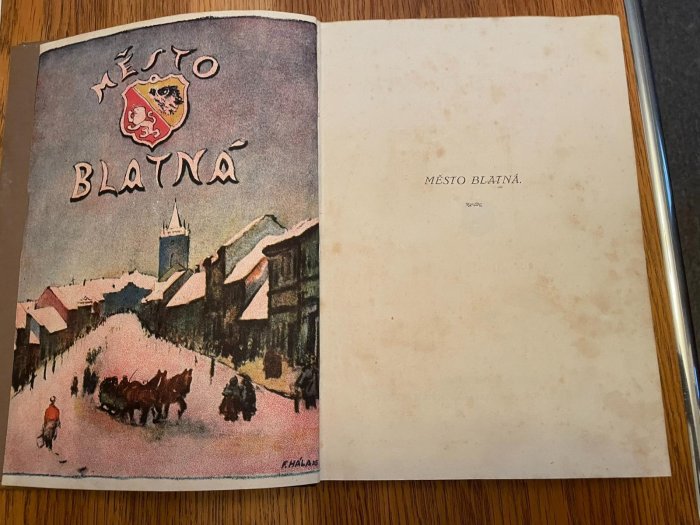 MĚSTO
BLATNÁ
F. HÁLA
MĚSTO BLATNÁ.